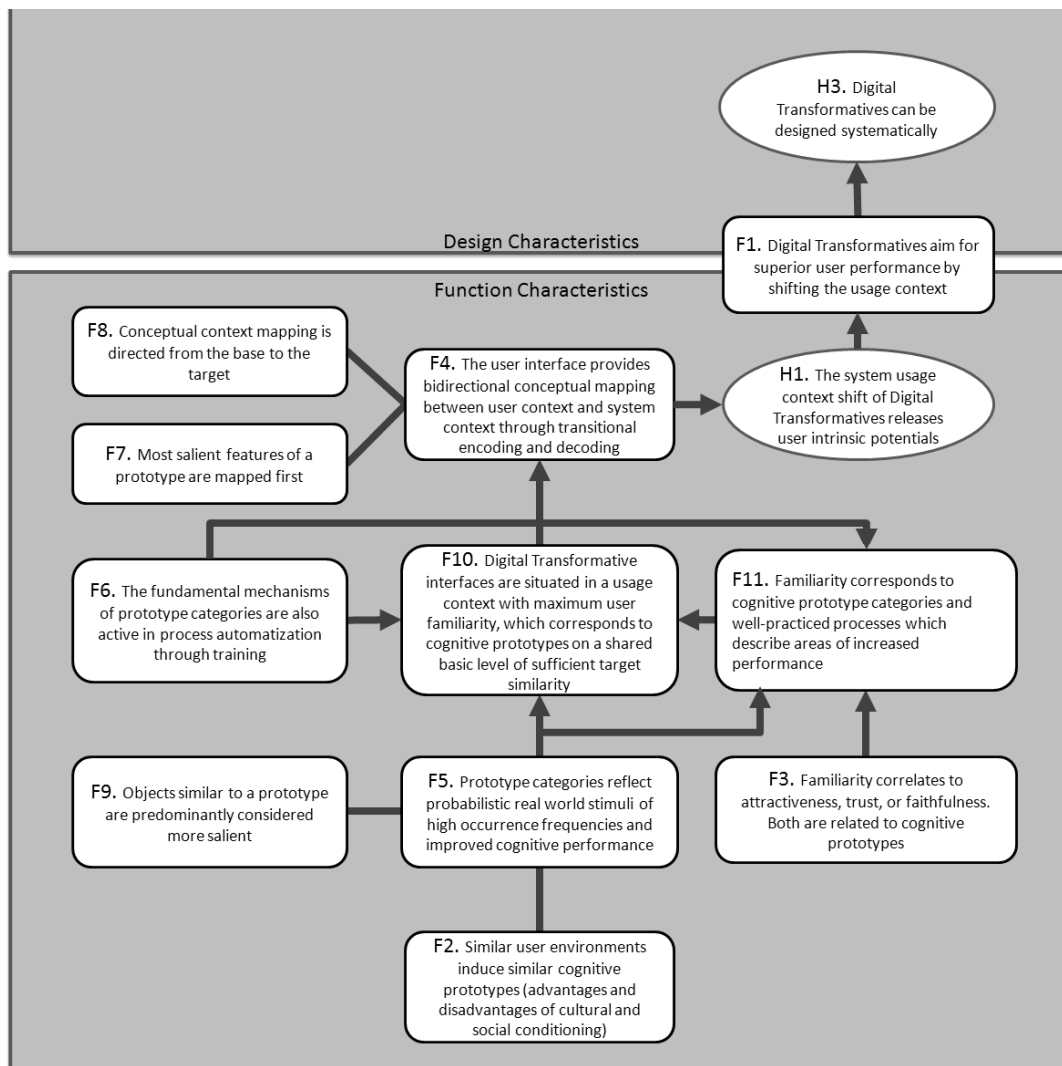 H3. Digital
Transformatives can be
designed systematically
Design Characteristics
F1. Digital Transformatives aim for
superior user performance by
shifting the usage context
Function Characteristics
F8. Conceptual context mapping is
directed from the base to the
target
F4. The user interface provides
bidirectional conceptual mapping
between user context and system
context through transitional
encoding and decoding
H1. The system usage
context shift of Digital
Transformatives releases
user intrinsic potentials
F7. Most salient features of a
prototype are mapped first
F6. The fundamental mechanisms
of prototype categories are also
active in process automatization
through training
F10. Digital Transformative
interfaces are situated in a usage
context with maximum user
familiarity, which corresponds to
cognitive prototypes on a shared
basic level of sufficient target
similarity
F11. Familiarity corresponds to
cognitive prototype categories and
well-practiced processes which
describe areas of increased
performance
F9. Objects similar to a prototype
are predominantly considered
more salient
F5. Prototype categories reflect
probabilistic real world stimuli of
high occurrence frequencies and
improved cognitive performance
F3. Familiarity correlates to
attractiveness, trust, or faithfulness.
Both are related to cognitive
prototypes
F2. Similar user environments
induce similar cognitive
prototypes (advantages and
disadvantages of cultural and
social conditioning)